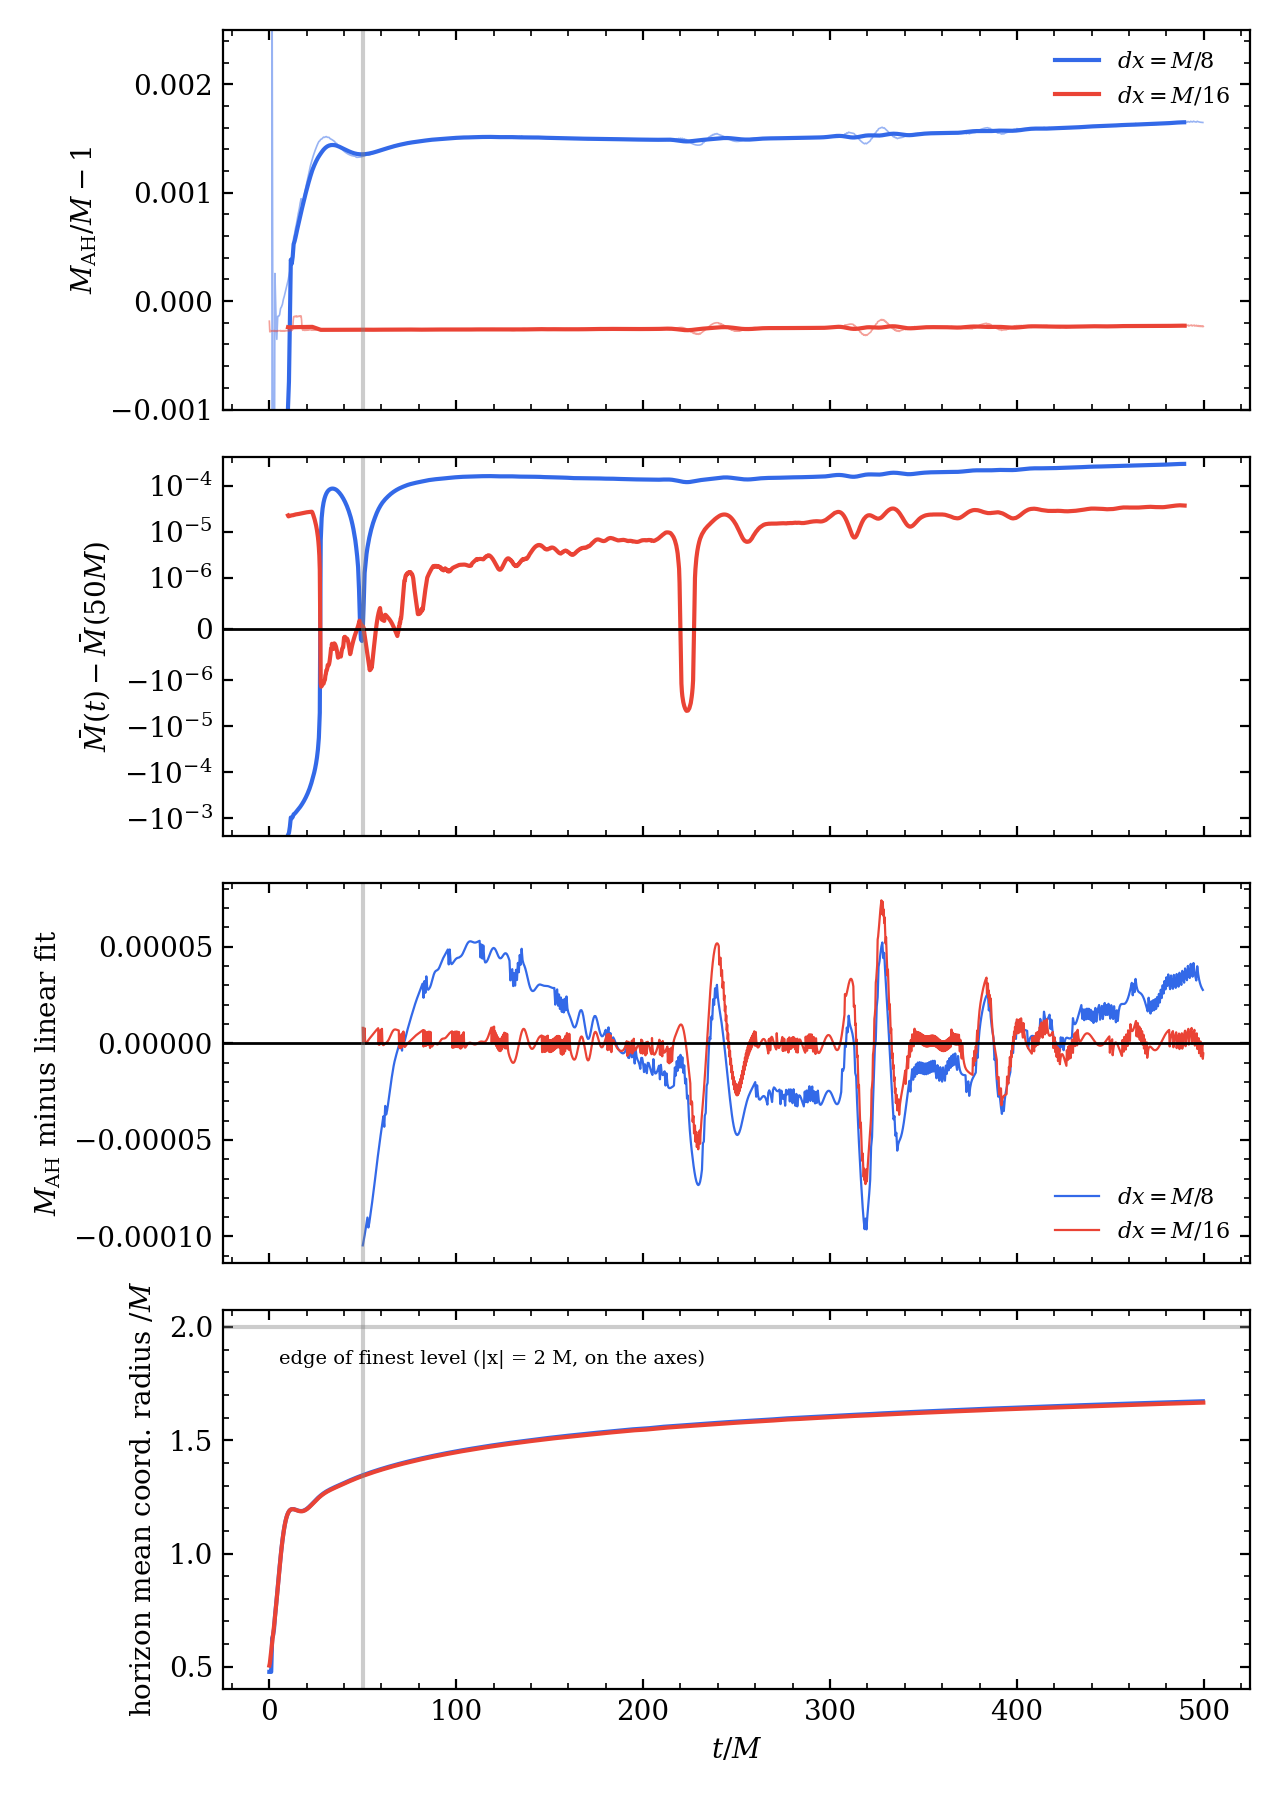 M_AH/M − 1
0.002
0.001
0.000
−0.001
dx = M/8
dx = M/16
M̄(t) − M̄(50M)
10⁻⁴
10⁻⁵
10⁻⁶
0
−10⁻⁶
−10⁻⁵
−10⁻⁴
−10⁻³
M_AH minus linear fit
0.00005
0.00000
−0.00005
−0.00010
dx = M/8
dx = M/16
horizon mean coord. radius /M
2.0
1.5
1.0
0.5
edge of finest level (|x| = 2 M, on the axes)
0 100 200 300 400 500
t/M